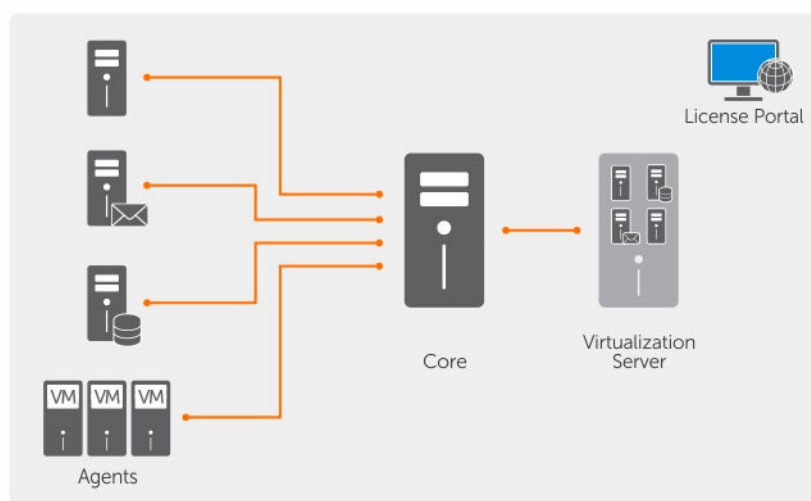 License Portal
Core
Virtualization
Server
VM VM VM
Agents